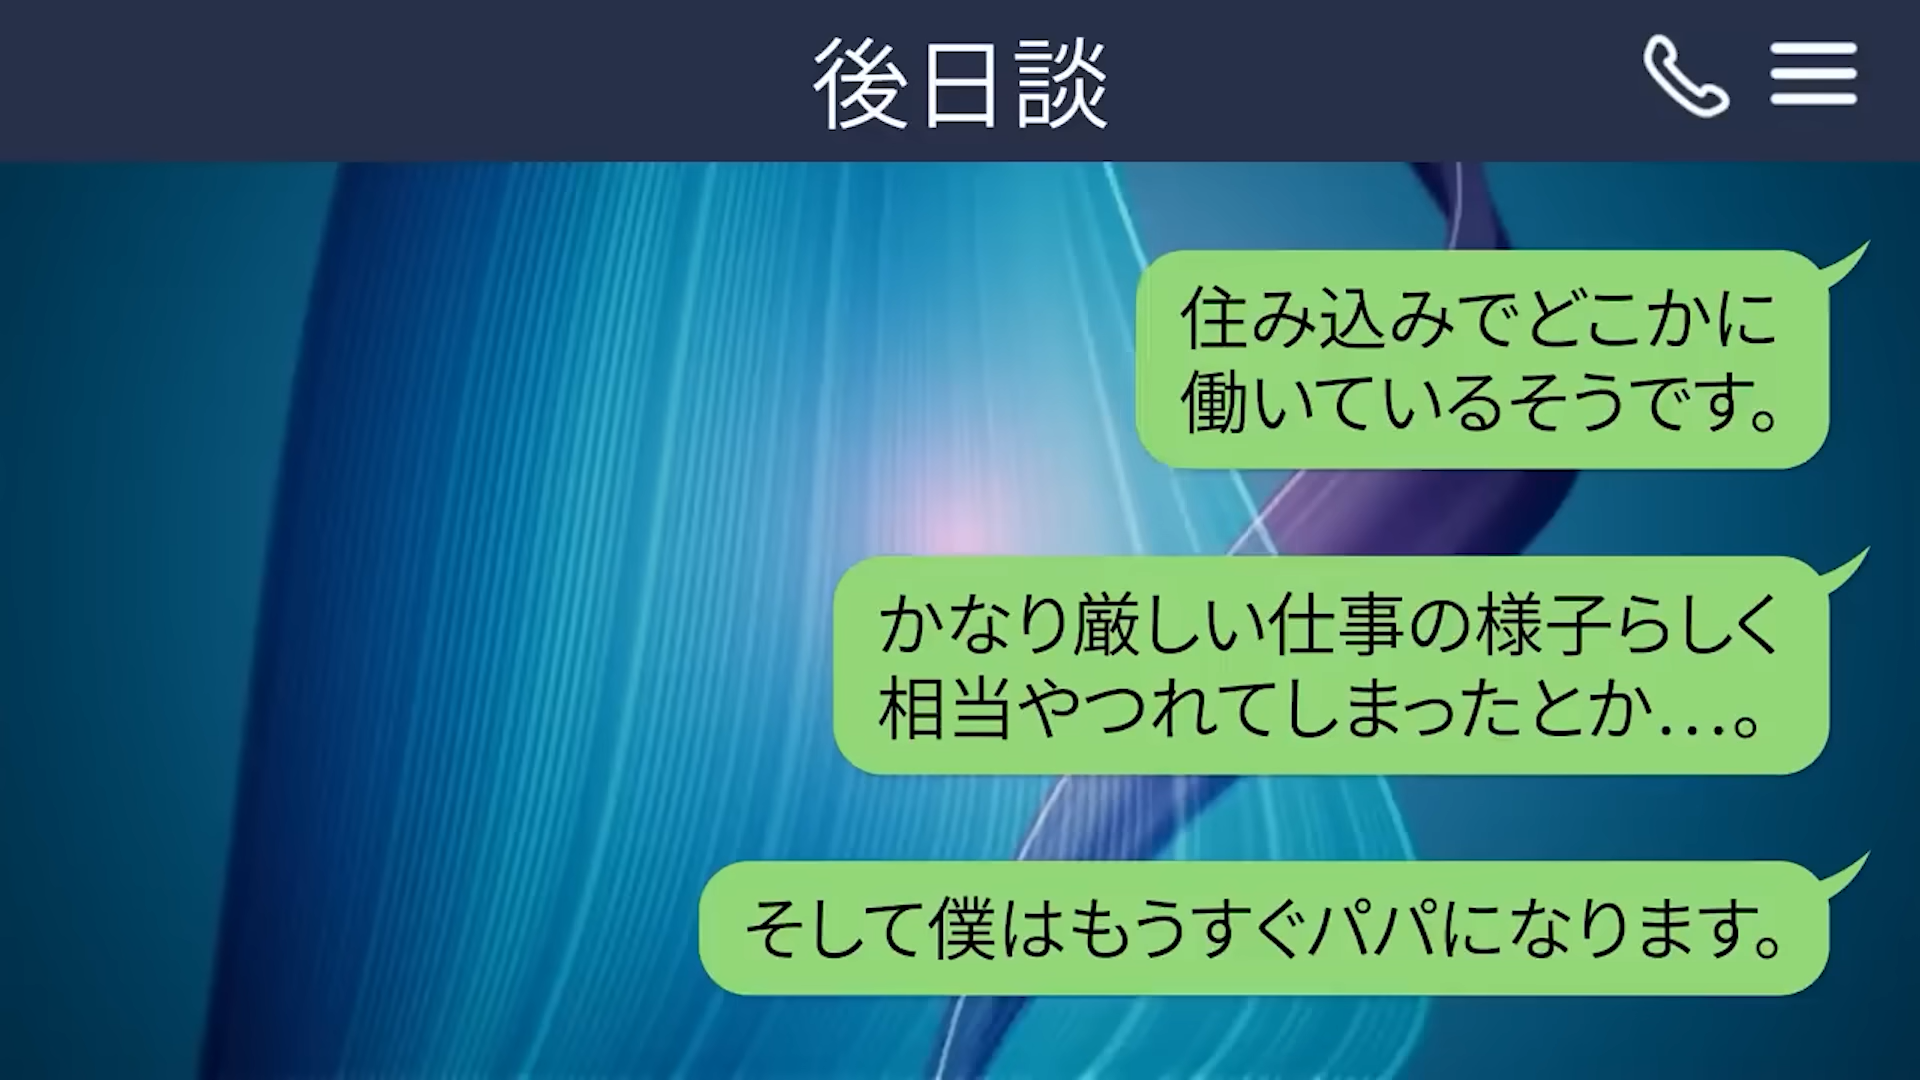 後日談
住み込みでどこかに
働いているそうです。
かなり厳しい仕事の様子らしく
相当やつれてしまったとか…。
そして僕はもうすぐパパになります。